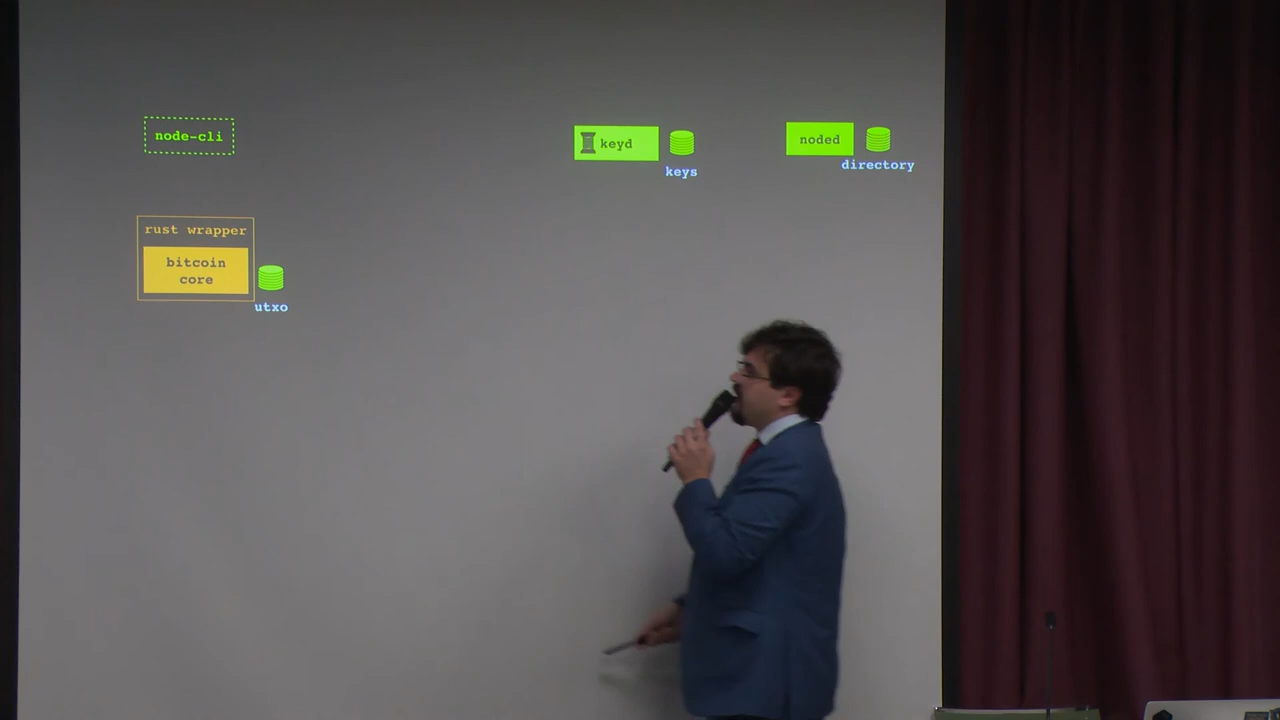 node-cli
keyd
keys
noded
directory
rust wrapper
bitcoin
core
utxo